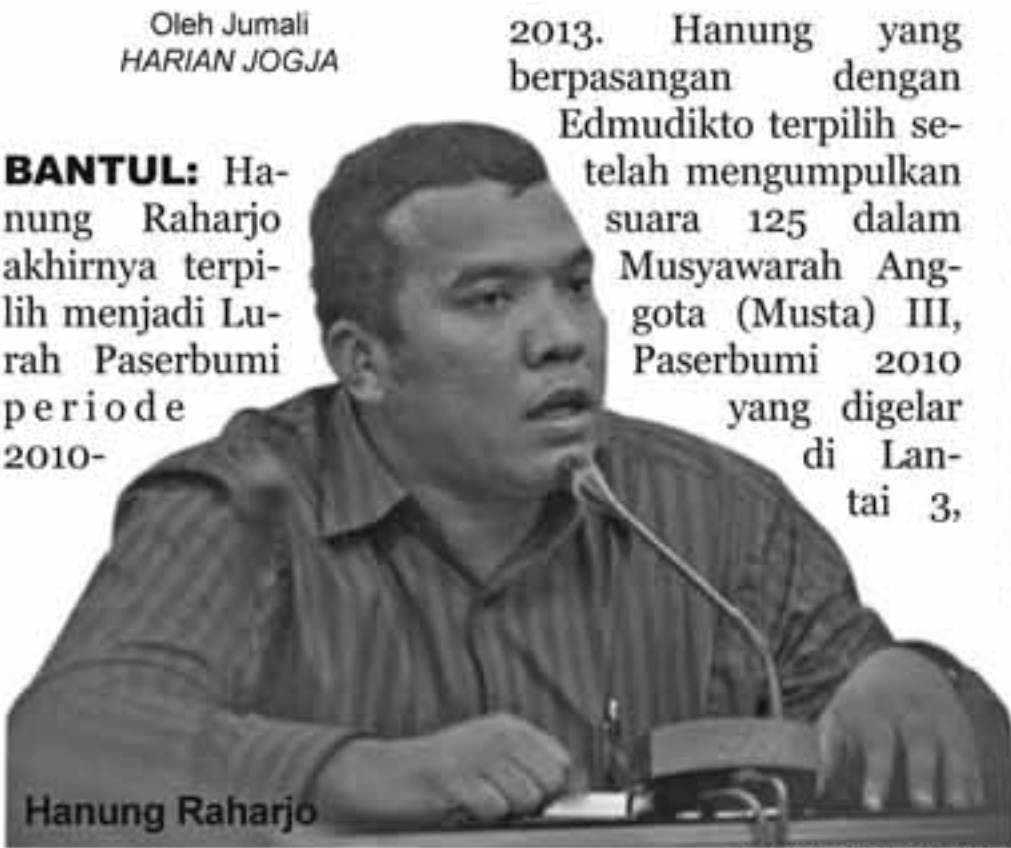 Oleh Jumali
HARIAN JOGJA
BANTUL: Ha-
nung Raharjo
akhirnya terpi-
lih menjadi Lu-
rah Paserbumi
periode
2010-
2013. Hanung yang
berpasangan dengan
Edmudikto terpilih se-
telah mengumpulkan
suara 125 dalam
Musyawarah Ang-
gota (Musta) III,
Paserbumi 2010
yang digelar
di Lan-
tai 3,
Hanung Raharjo